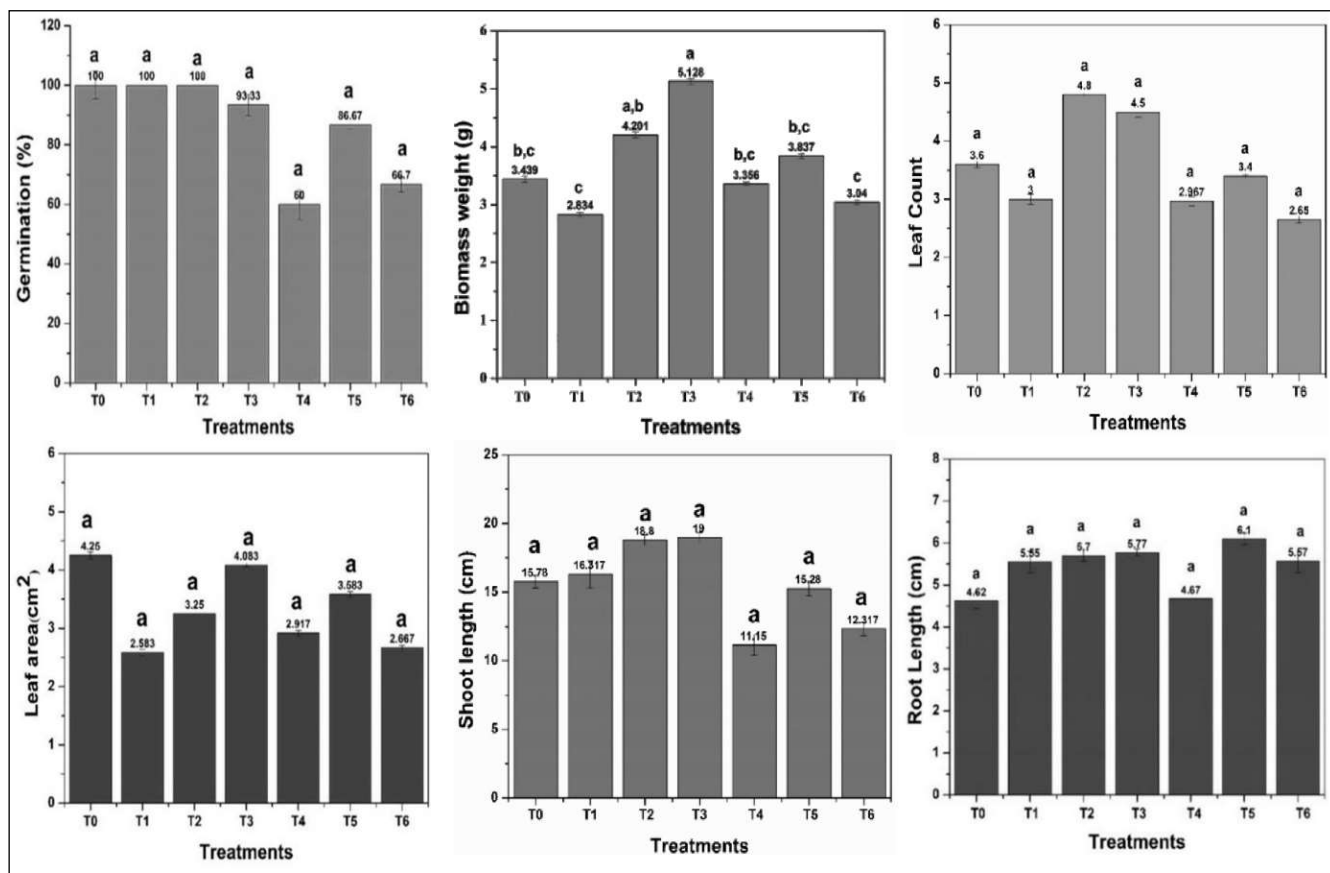 a a a a a a a
100 100 100 93.33 60 86.67 66.7
120
100
80
60
40
20
0
Germination (%)
T0 T1 T2 T3 T4 T5 T6
Treatments
b,c c a,b a b,c b,c c
3.439 2.834 4.201 5.128 3.356 3.837 3.04
6
5
4
3
2
1
0
Biomass weight (g)
T0 T1 T2 T3 T4 T5 T6
Treatments
a a a a a a a
3.6 3 4.8 4.5 2.967 3.4 2.65
6
5
4
3
2
1
0
Leaf Count
T0 T1 T2 T3 T4 T5 T6
Treatments
a a a a a a a
4.25 2.583 3.25 4.083 2.917 3.583 2.667
6
5
4
3
2
1
0
Leaf area(cm²)
T0 T1 T2 T3 T4 T5 T6
Treatments
a a a a a a a
15.78 16.317 18.8 19 11.15 15.28 12.317
25
20
15
10
5
0
Shoot length (cm)
T0 T1 T2 T3 T4 T5 T6
Treatments
a a a a a a a
4.62 5.55 5.7 5.77 4.67 6.1 5.57
8
7
6
5
4
3
2
1
0
Root Length (cm)
T0 T1 T2 T3 T4 T5 T6
Treatments